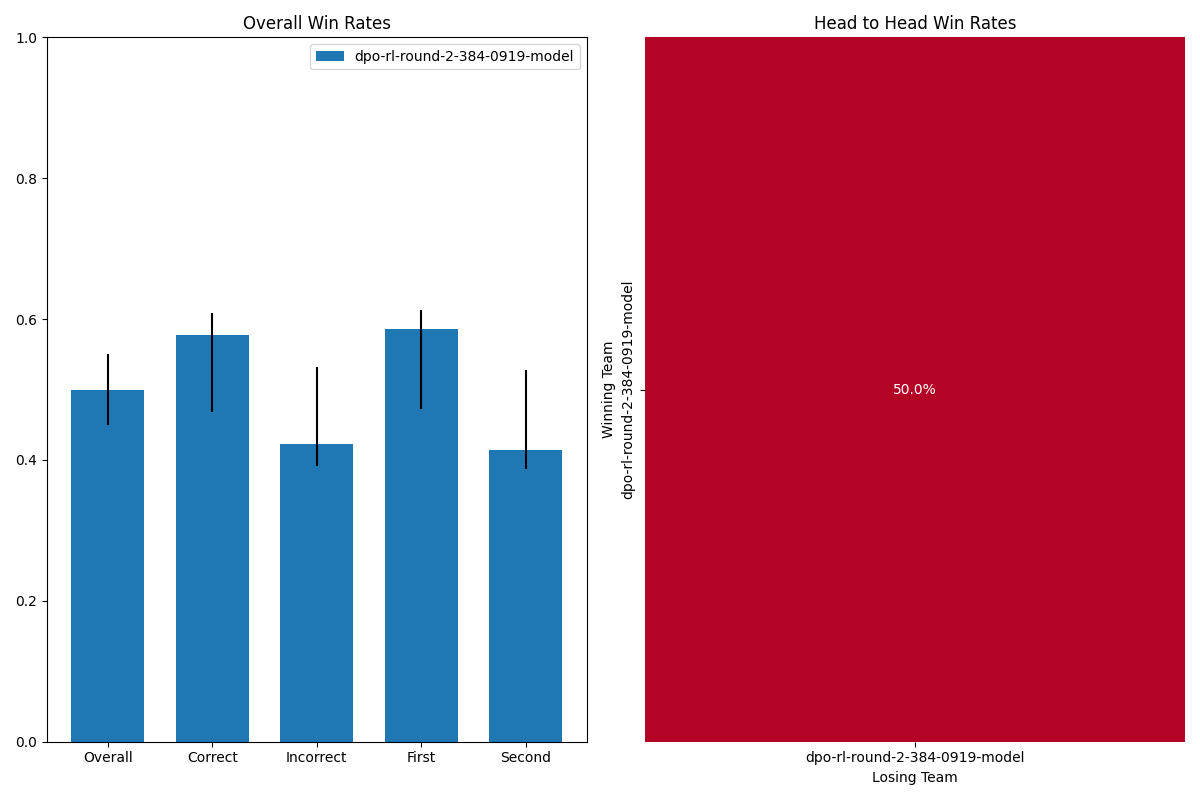 Overall Win Rates
1.0
0.8
0.6
0.4
0.2
0.0
dpo-rl-round-2-384-0919-model
Overall
Correct
Incorrect
First
Second
Head to Head Win Rates
Winning Team
dpo-rl-round-2-384-0919-model
50.0%
dpo-rl-round-2-384-0919-model
Losing Team